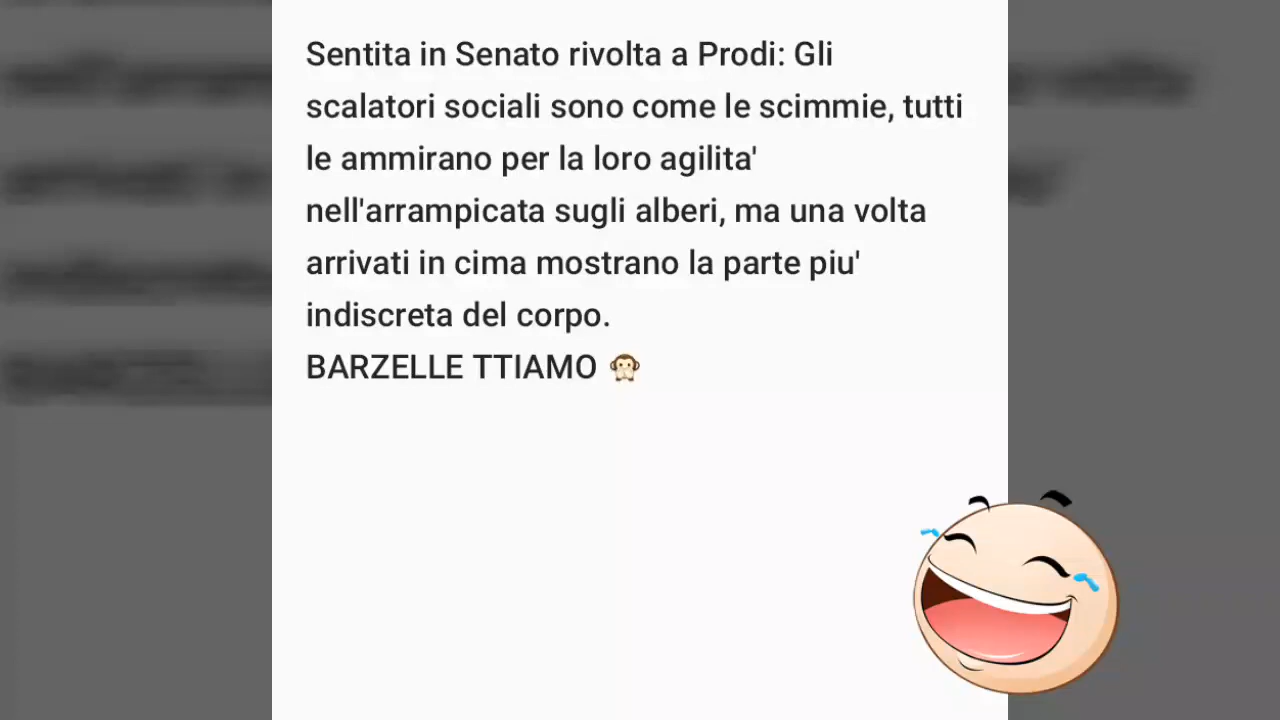 Sentita in Senato rivolta a Prodi: Gli
scalatori sociali sono come le scimmie, tutti
le ammirano per la loro agilita'
nell'arrampicata sugli alberi, ma una volta
arrivati in cima mostrano la parte piu'
indiscreta del corpo.
BARZELLE TTIAMO 🙊